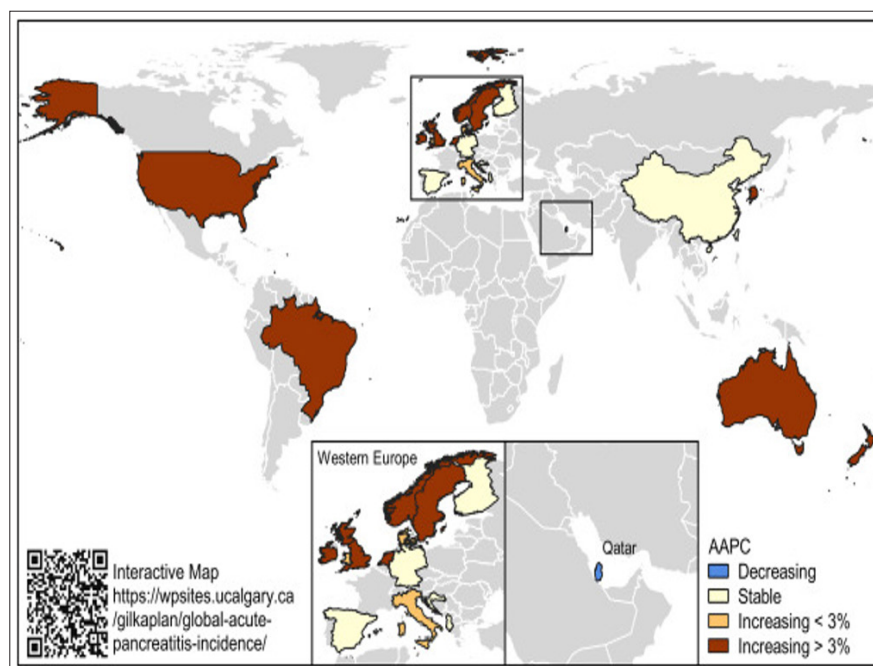 Western Europe
Qatar
Interactive Map
https://wpsites.ucalgary.ca
/gilkaplan/global-acute-
pancreatitis-incidence/
AAPC
Decreasing
Stable
Increasing < 3%
Increasing > 3%